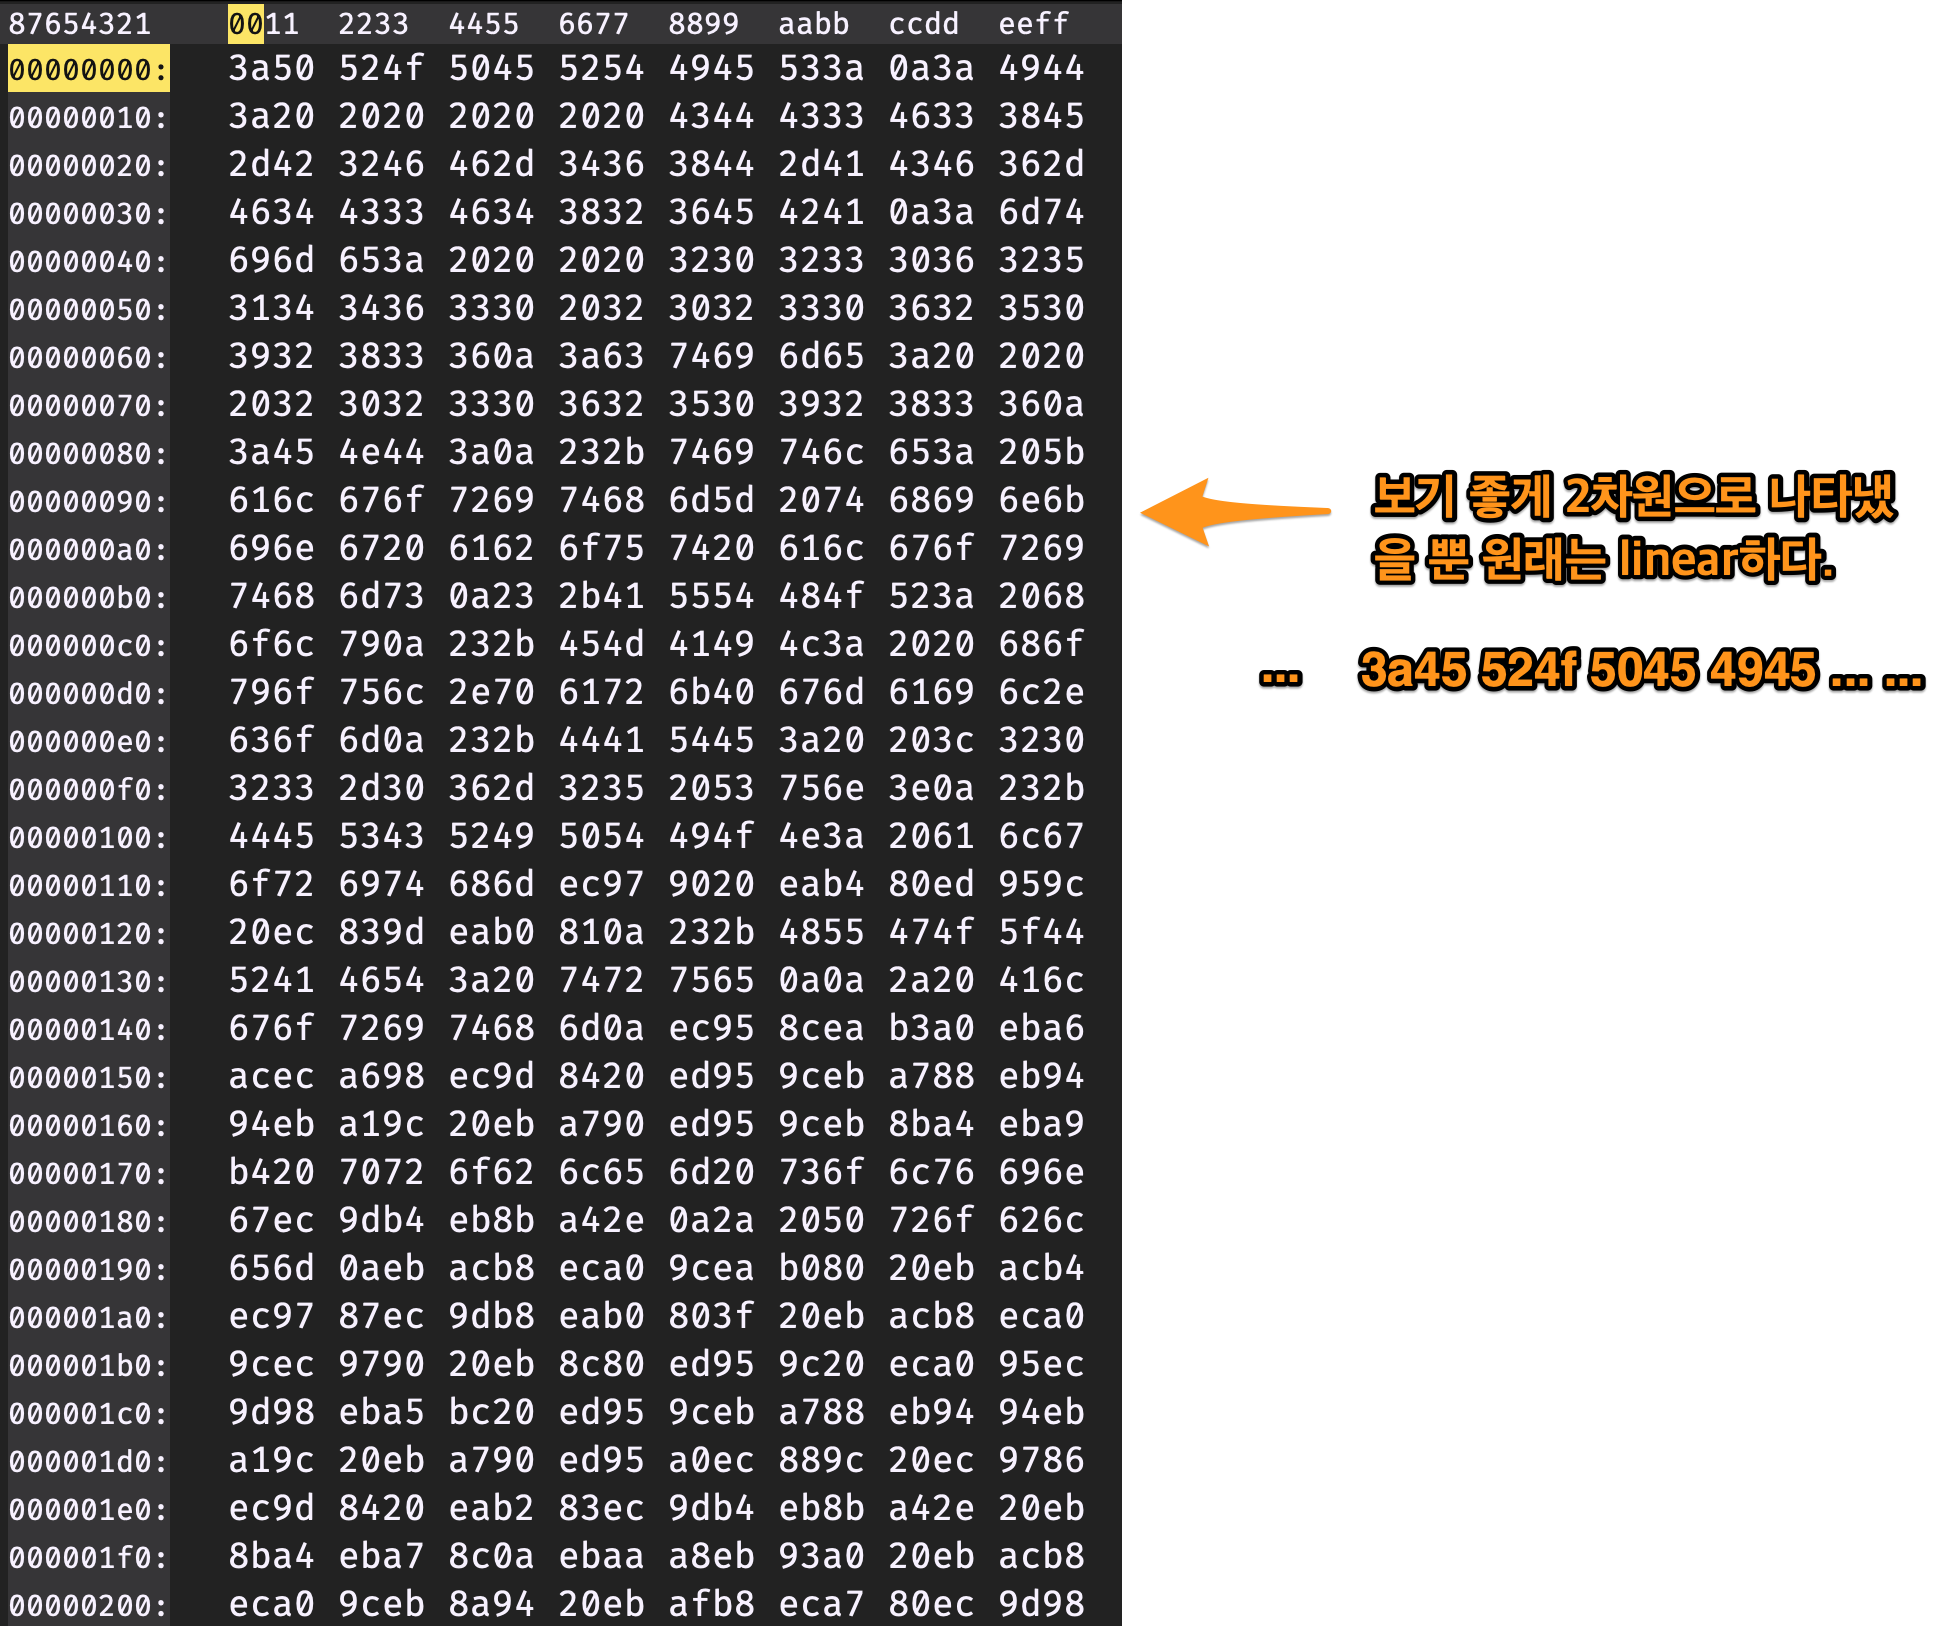 87654321 0011 2233 4455 6677 8899 aabb ccdd eeff
00000000: 3a50 524f 5045 5254 4945 533a 0a3a 4944
00000010: 3a20 2020 2020 2020 4344 4333 4633 3845
00000020: 2d42 3246 462d 3436 3844 2d41 4346 362d
00000030: 4634 4333 4634 3832 3645 4241 0a3a 6d74
00000040: 696d 653a 2020 2020 3230 3233 3036 3235
00000050: 3134 3436 3330 2032 3032 3330 3632 3530
00000060: 3932 3833 360a 3a63 7469 6d65 3a20 2020
00000070: 2032 3032 3330 3632 3530 3932 3833 360a
00000080: 3a45 4e44 3a0a 232b 7469 746c 653a 205b
00000090: 616c 676f 7269 7468 6d5d 2074 6869 6e6b
000000a0: 696e 6720 6162 6f75 7420 616c 676f 7269
000000b0: 7468 6d73 0a23 2b41 5554 484f 523a 2068
000000c0: 6f6c 790a 232b 454d 4149 4c3a 2020 686f
000000d0: 796f 756c 2e70 6172 6b40 676d 6169 6c2e
000000e0: 636f 6d0a 232b 4441 5445 3a20 203c 3230
000000f0: 3233 2d30 362d 3235 2053 756e 3e0a 232b
00000100: 4445 5343 5249 5054 494f 4e3a 2061 6c67
00000110: 6f72 6974 686d ec97 9020 eab4 80ed 959c
00000120: 20ec 839d eab0 810a 232b 4855 474f 5f44
00000130: 5241 4654 3a20 7472 7565 0a0a 2a20 416c
00000140: 676f 7269 7468 6d0a ec95 8cea b3a0 eba6
00000150: acec a698 ec9d 8420 ed95 9ceb a788 eb94
00000160: 94eb a19c 20eb a790 ed95 9ceb 8ba4 eba9
00000170: b420 7072 6f62 6c65 6d20 736f 6c76 696e
00000180: 67ec 9db4 eb8b a42e 0a2a 2050 726f 626c
00000190: 656d 0aeb acb8 eca0 9cea b080 20eb acb4
000001a0: ec97 87ec 9db8 eab0 803f 20eb acb8 eca0
000001b0: 9cec 9790 20eb 8c80 ed95 9c20 eca0 95ec
000001c0: 9d98 eba5 bc20 ed95 9ceb a788 eb94 94eb
000001d0: a19c 20eb a790 ed95 a0ec 889c 20ec 9786
000001e0: ec9d 8420 eab2 83ec 9db4 eb8b a42e 20eb
000001f0: 8ba4 eba7 8c0a ebaa a8eb 93a0 20eb acb8
00000200: eca0 9ceb 8a94 20eb afb8 eca7 80ec 9d98
보기 좋게 2차원으로 나타냈
을 뿐 원래는 linear하다.
... 3a45 524f 5045 4945 ... ...